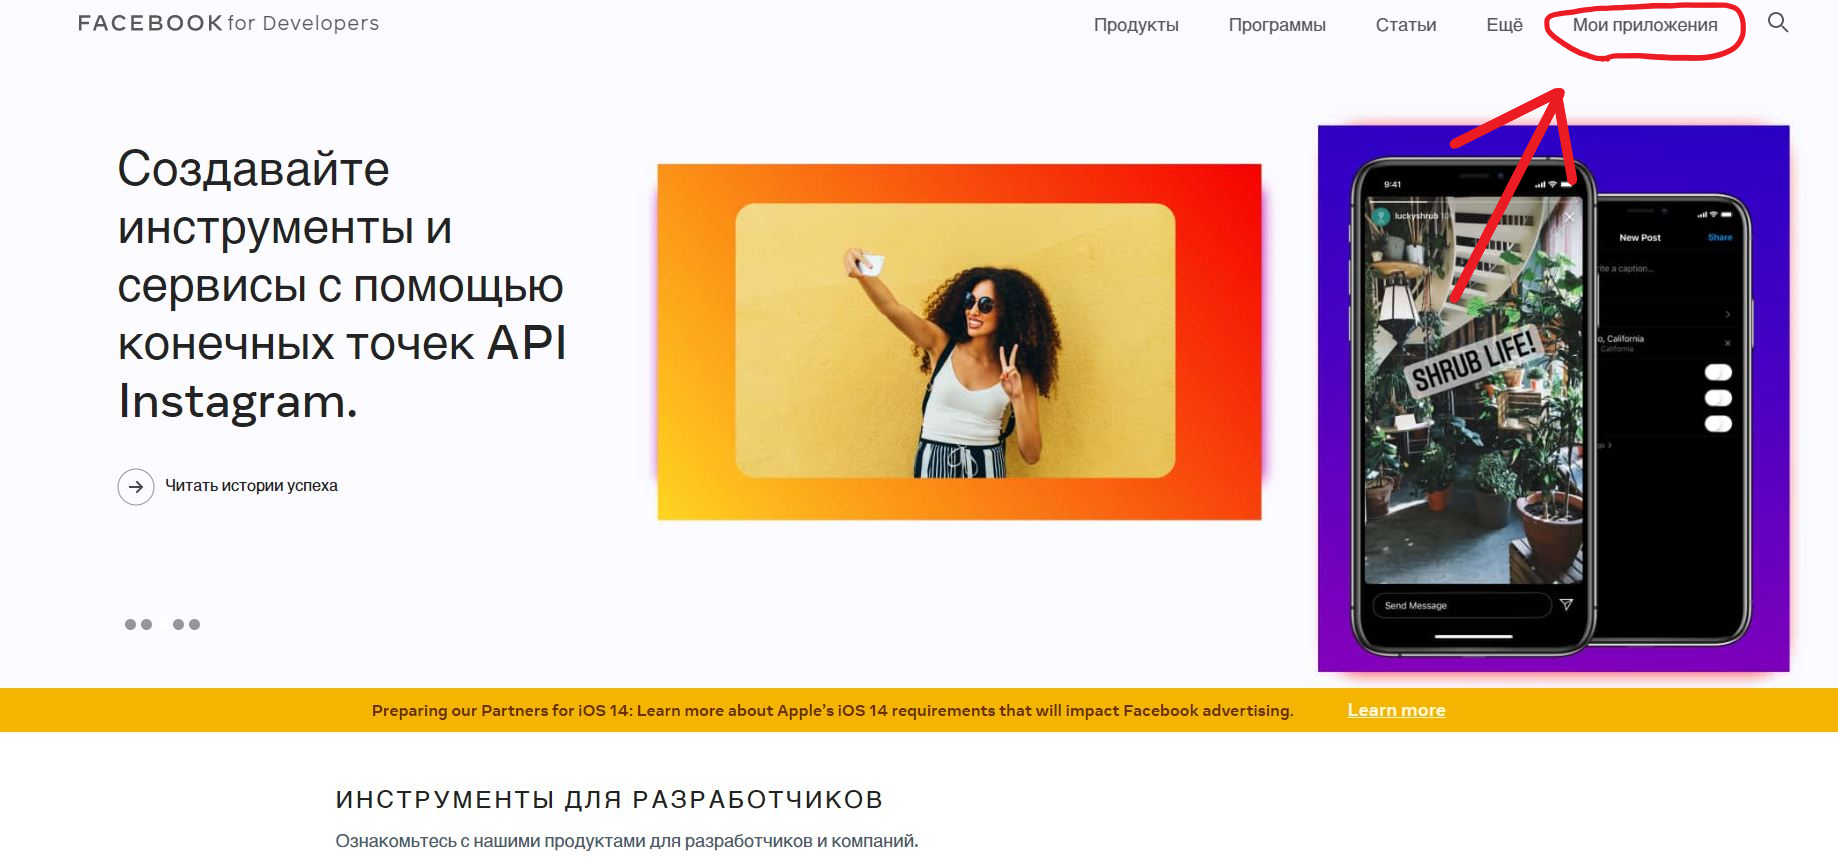 FACEBOOK for Developers
Продукты
Программы
Статьи
Ещё
Мои приложения
Создавайте
инструменты и
сервисы с помощью
конечных точек API
Instagram.
Читать истории успеха
9:41
luckyshrub
SHRUB LIFE!
Send Message
New Post
Share
a caption...
California
California
Preparing our Partners for iOS 14: Learn more about Apple’s iOS 14 requirements that will impact Facebook advertising.
Learn more
ИНСТРУМЕНТЫ ДЛЯ РАЗРАБОТЧИКОВ
Ознакомьтесь с нашими продуктами для разработчиков и компаний.